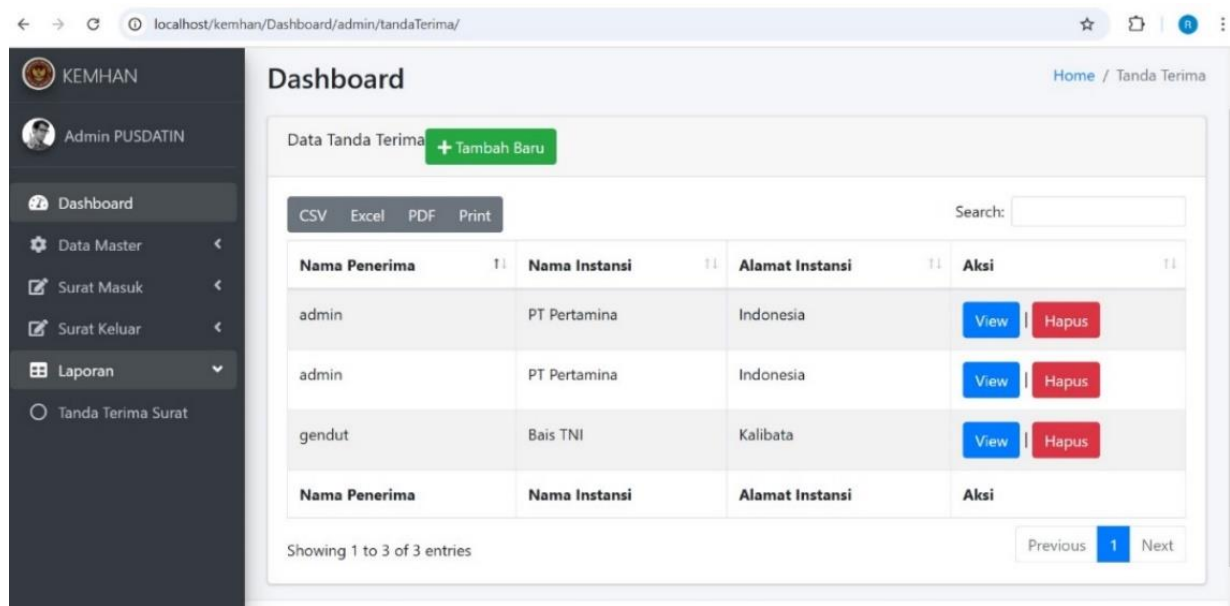 localhost/kemhan/Dashboard/admin/tandaTerima/
R
KEMHAN
Admin PUSDATIN
Dashboard
Data Master
Surat Masuk
Surat Keluar
Laporan
Tanda Terima Surat
Dashboard
Home / Tanda Terima
Data Tanda Terima + Tambah Baru
CSV Excel PDF Print
Search:
Nama Penerima Nama Instansi Alamat Instansi Aksi
admin PT Pertamina Indonesia View | Hapus
admin PT Pertamina Indonesia View | Hapus
gendut Bais TNI Kalibata View | Hapus
Nama Penerima Nama Instansi Alamat Instansi Aksi
Showing 1 to 3 of 3 entries
Previous 1 Next